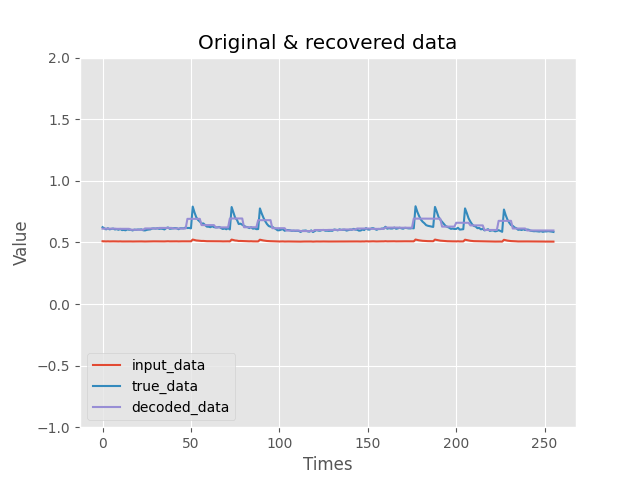 Original & recovered data
Value
2.0
1.5
1.0
0.5
0.0
−0.5
−1.0
input_data
true_data
decoded_data
0
50
100
150
200
250
Times